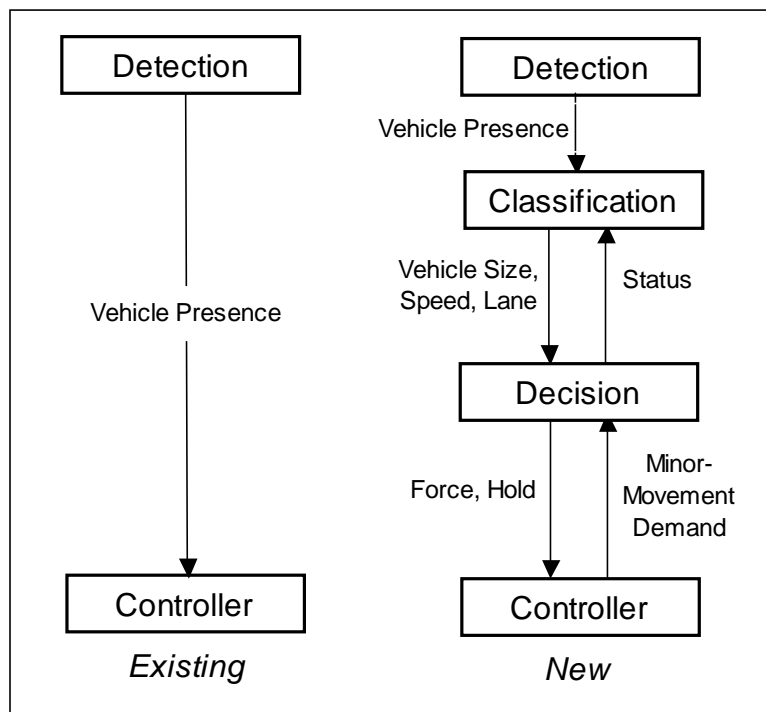 Detection
Vehicle Presence
Controller
Existing
Detection
Vehicle Presence
Classification
Vehicle Size,
Speed, Lane
Status
Decision
Force, Hold
Minor-
Movement
Demand
Controller
New